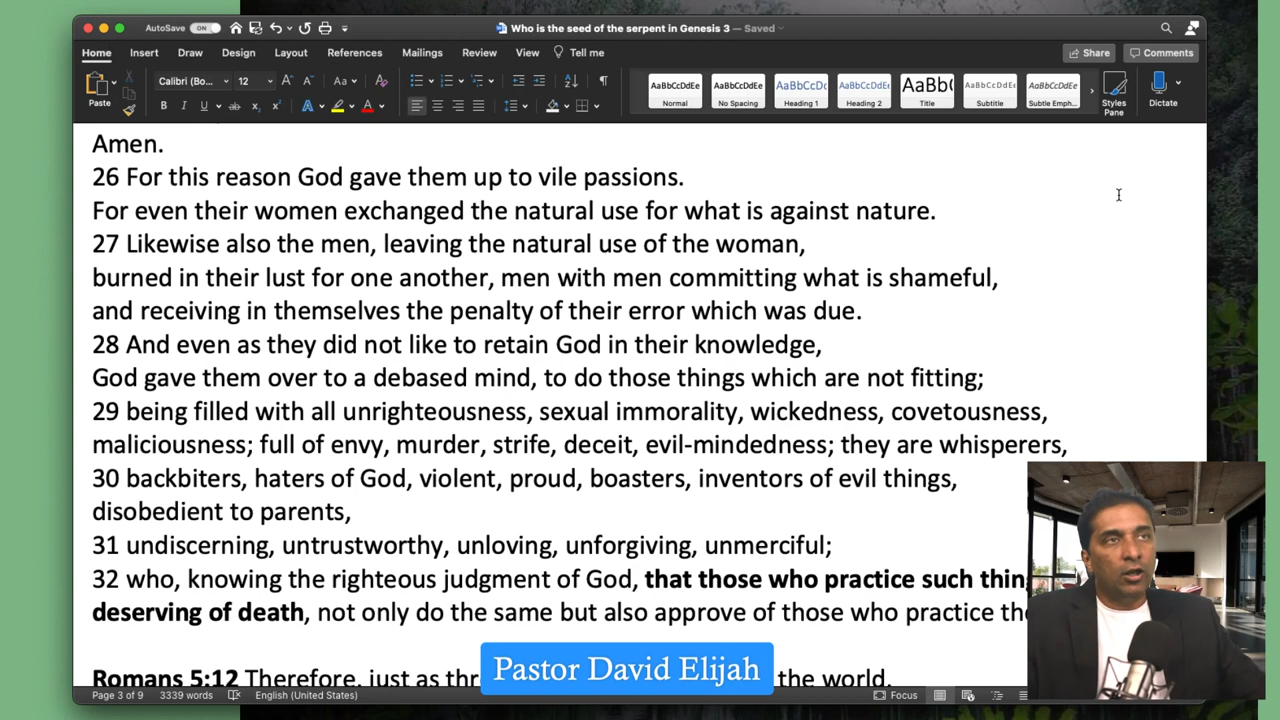 AutoSave ON
Who is the seed of the serpent in Genesis 3 — Saved
Home Insert Draw Design Layout References Mailings Review View Tell me
Share Comments
Paste
Calibri (Bo... 12
AaBbCcDdEe Normal
AaBbCcDdEe No Spacing
AaBbCcDc Heading 1
AaBbCcDdEe Heading 2
AaBbC( Title
AaBbCcDdEe Subtitle
AaBbCcDdEe Subtle Emph...
Styles Pane
Dictate
Amen.
26 For this reason God gave them up to vile passions.
For even their women exchanged the natural use for what is against nature.
27 Likewise also the men, leaving the natural use of the woman,
burned in their lust for one another, men with men committing what is shameful,
and receiving in themselves the penalty of their error which was due.
28 And even as they did not like to retain God in their knowledge,
God gave them over to a debased mind, to do those things which are not fitting;
29 being filled with all unrighteousness, sexual immorality, wickedness, covetousness,
maliciousness; full of envy, murder, strife, deceit, evil-mindedness; they are whisperers,
30 backbiters, haters of God, violent, proud, boasters, inventors of evil things,
disobedient to parents,
31 undiscerning, untrustworthy, unloving, unforgiving, unmerciful;
32 who, knowing the righteous judgment of God, that those who practice such thin
deserving of death, not only do the same but also approve of those who practice th
Romans 5:12 Therefore, just as thr the world,
Pastor David Elijah
Page 3 of 9 3339 words English (United States) Focus